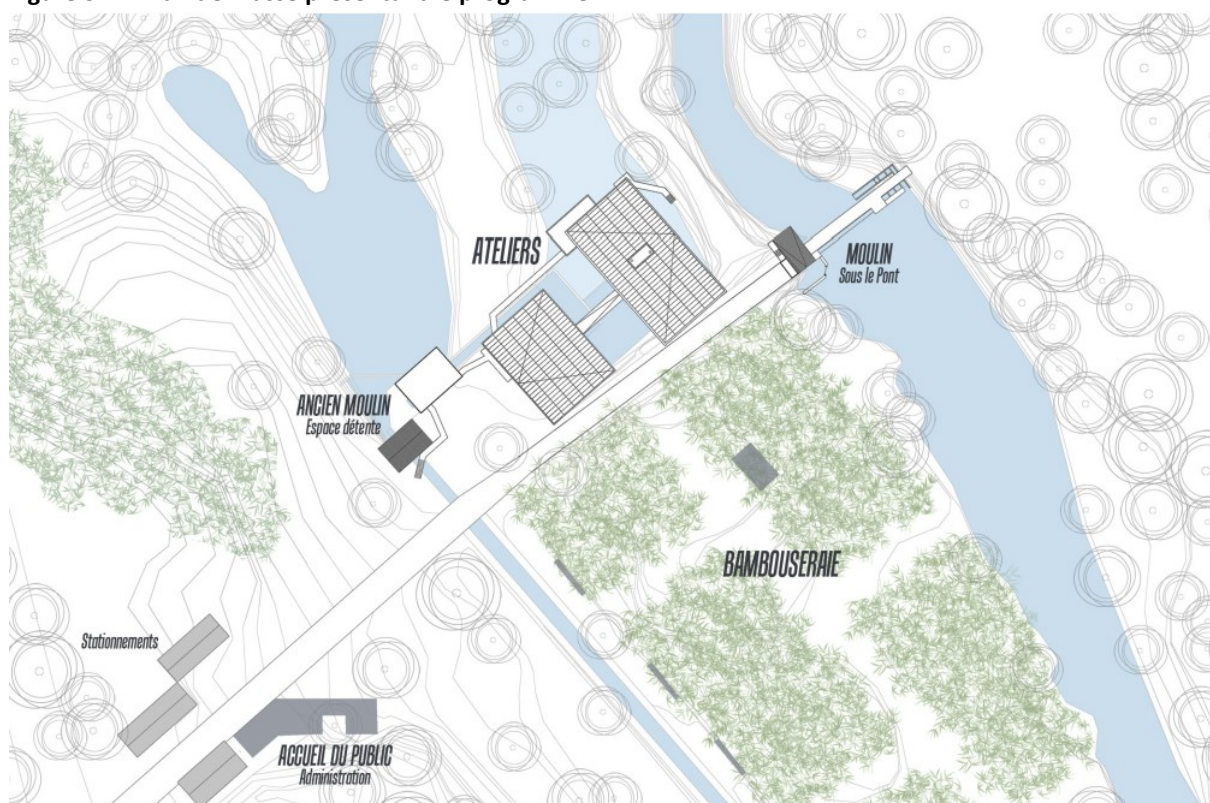 ATELIERS
MOULIN
Sous le Pont
ANCIEN MOULIN
Espace détente
BAMBOUSERAIE
Stationnements
ACCUEIL DU PUBLIC
Administration